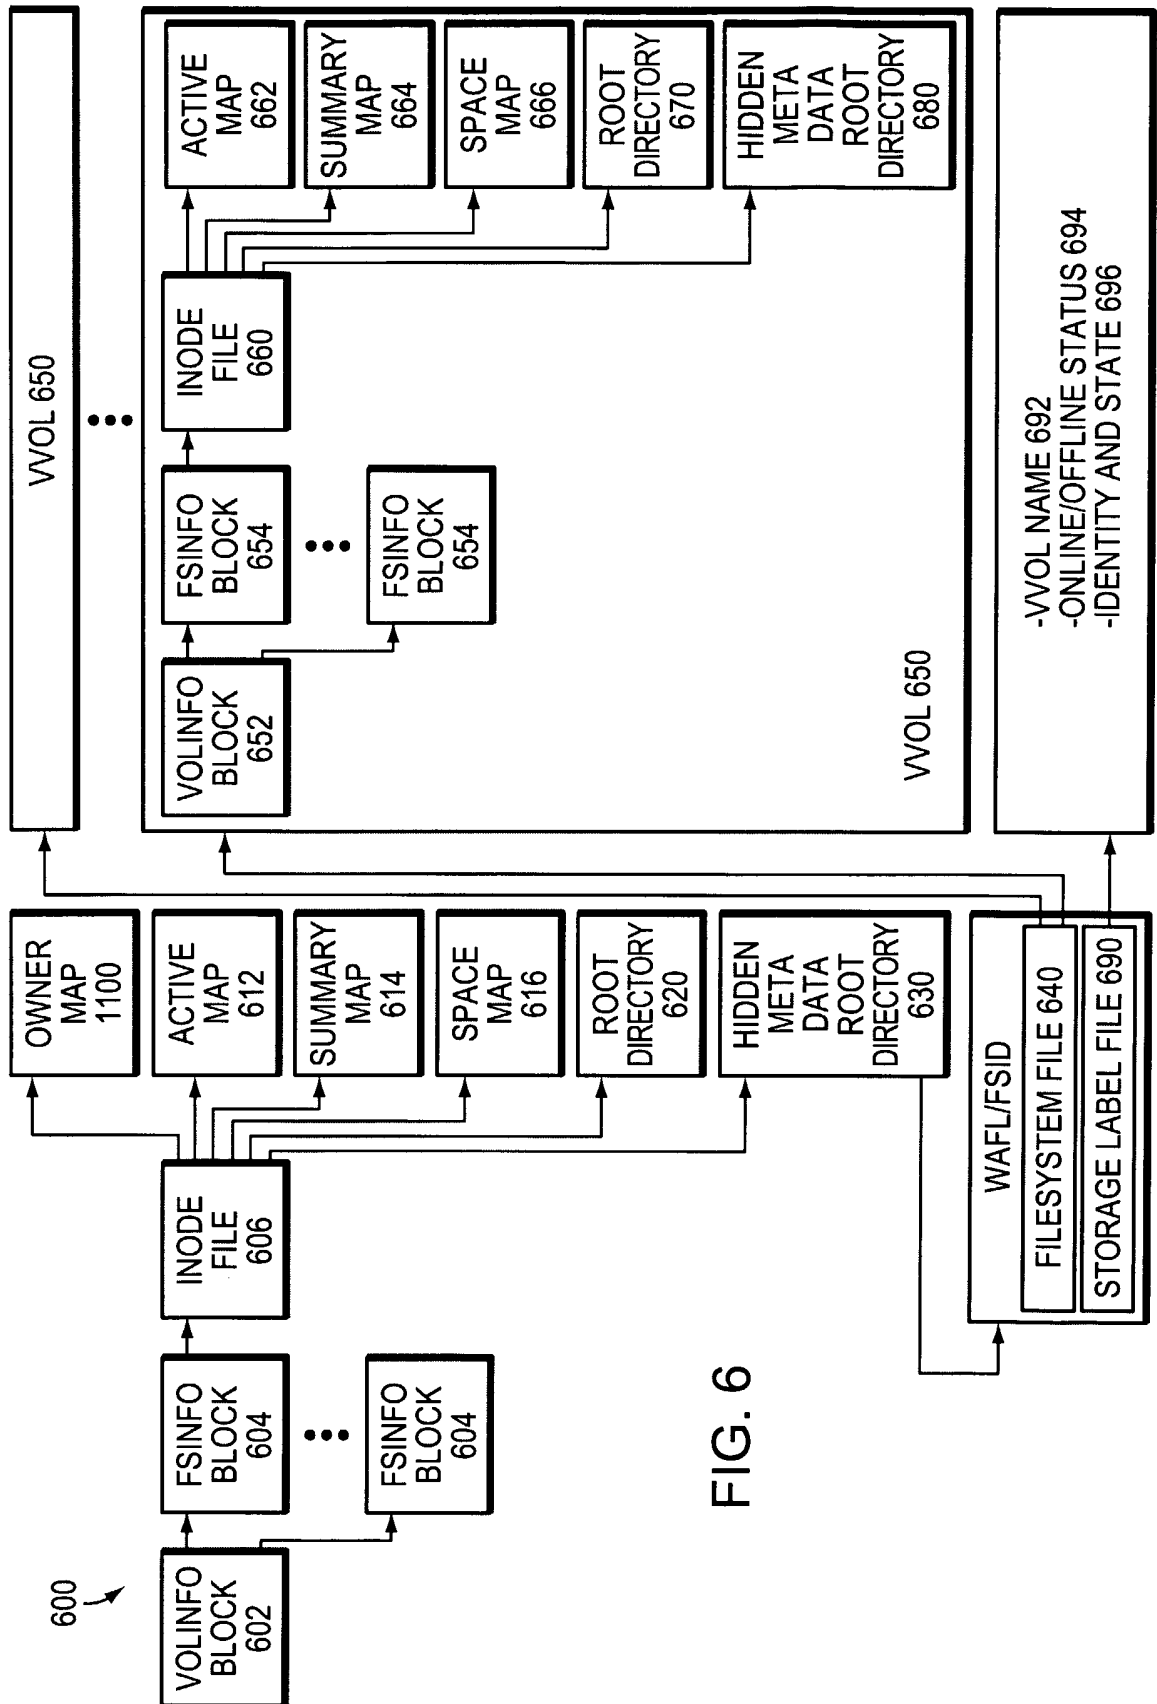 600
VOLINFO
BLOCK
602
FSINFO
BLOCK
604
FSINFO
BLOCK
604
INODE
FILE
606
OWNER
MAP
1100
ACTIVE
MAP
612
SUMMARY
MAP
614
SPACE
MAP
616
ROOT
DIRECTORY
620
HIDDEN
META
DATA
ROOT
DIRECTORY
630
WAFL/FSID
FILESYSTEM FILE 640
STORAGE LABEL FILE 690
VVOL 650
VOLINFO
BLOCK
652
FSINFO
BLOCK
654
FSINFO
BLOCK
654
INODE
FILE
660
ACTIVE
MAP
662
SUMMARY
MAP
664
SPACE
MAP
666
ROOT
DIRECTORY
670
HIDDEN
META
DATA
ROOT
DIRECTORY
680
VVOL 650
-VVOL NAME 692
-ONLINE/OFFLINE STATUS 694
-IDENTITY AND STATE 696
FIG. 6